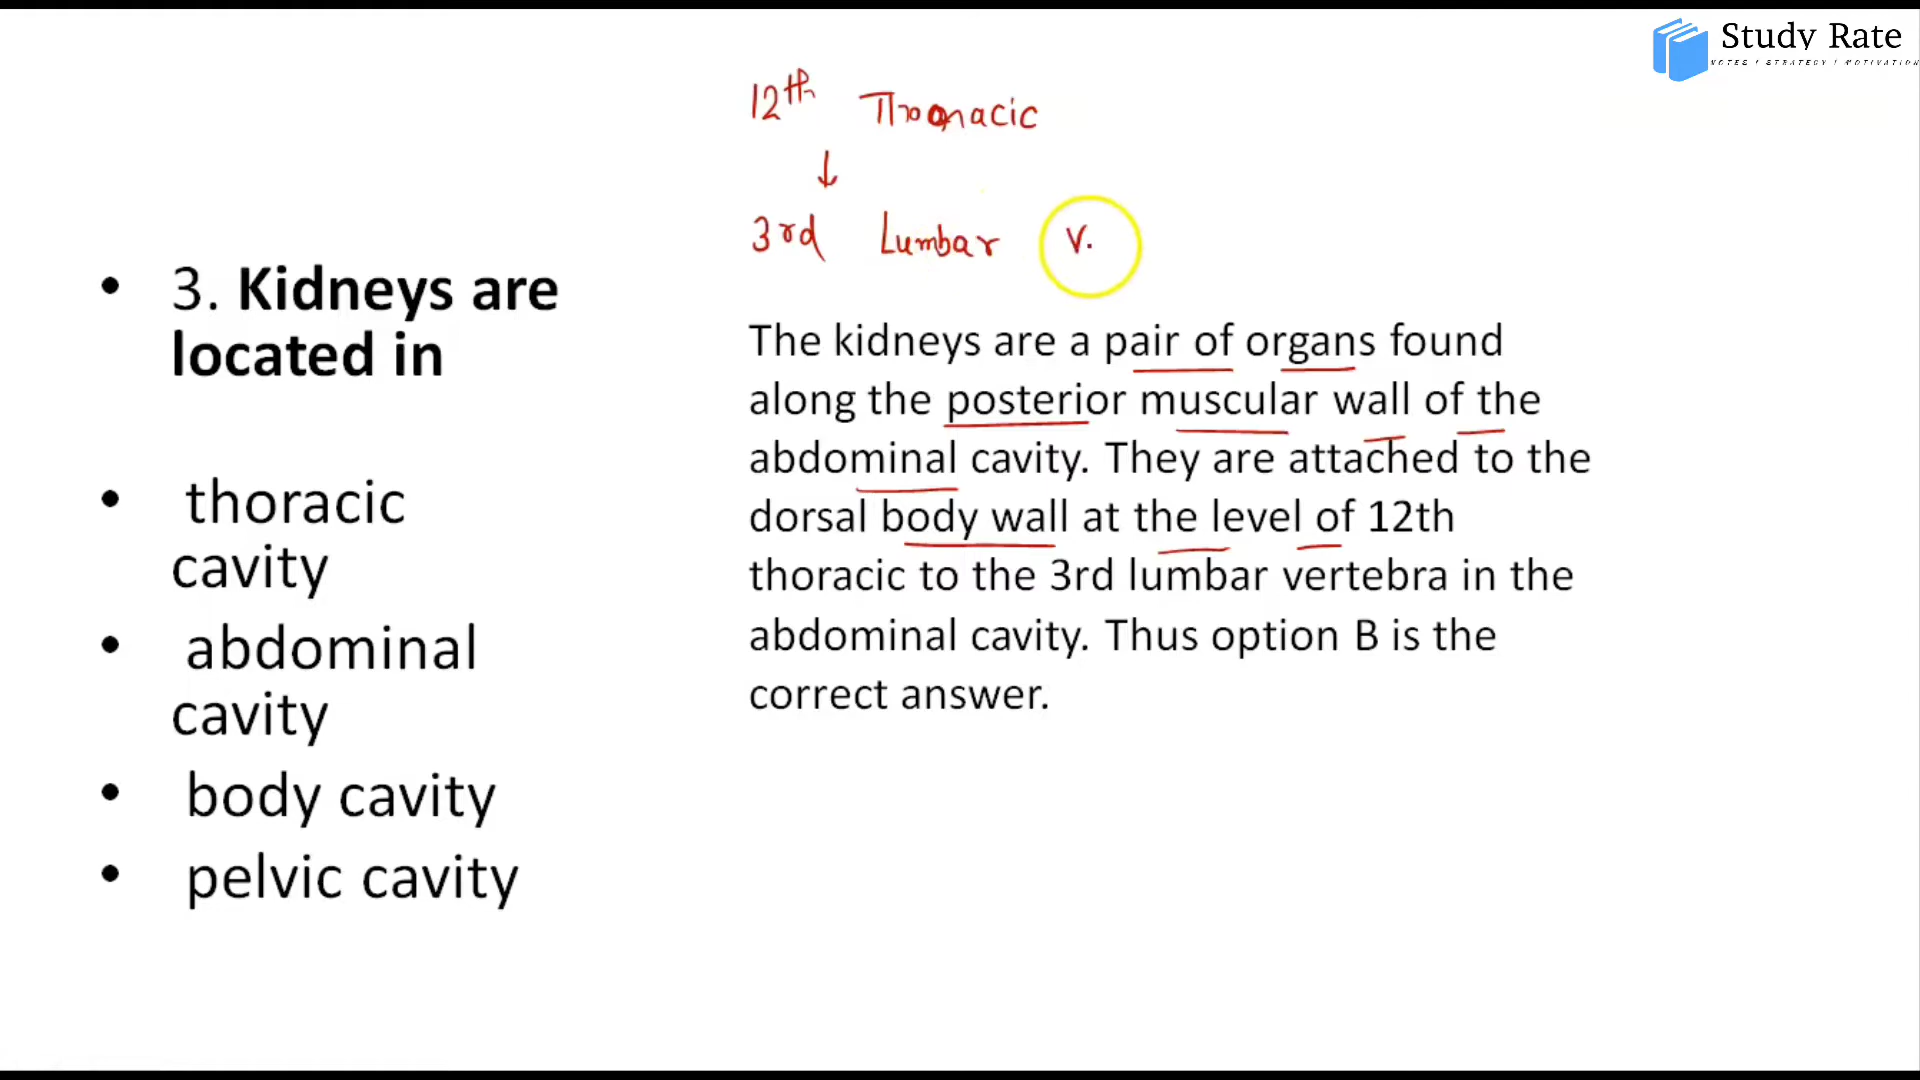 Study Rate
NOTES / STRATEGY / MOTIVATION
12th Thoracic
↓
3rd Lumbar V.
• 3. Kidneys are
located in
• thoracic
cavity
• abdominal
cavity
• body cavity
• pelvic cavity
The kidneys are a pair of organs found
along the posterior muscular wall of the
abdominal cavity. They are attached to the
dorsal body wall at the level of 12th
thoracic to the 3rd lumbar vertebra in the
abdominal cavity. Thus option B is the
correct answer.